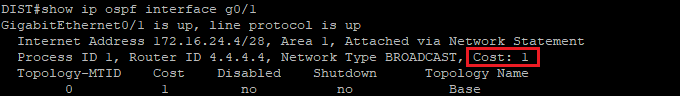 DIST#show ip ospf interface g0/1
GigabitEthernet0/1 is up, line protocol is up
Internet Address 172.16.24.4/28, Area 1, Attached via Network Statement
Process ID 1, Router ID 4.4.4.4, Network Type BROADCAST, Cost: 1
Topology-MTID Cost Disabled Shutdown Topology Name
0 1 no no Base